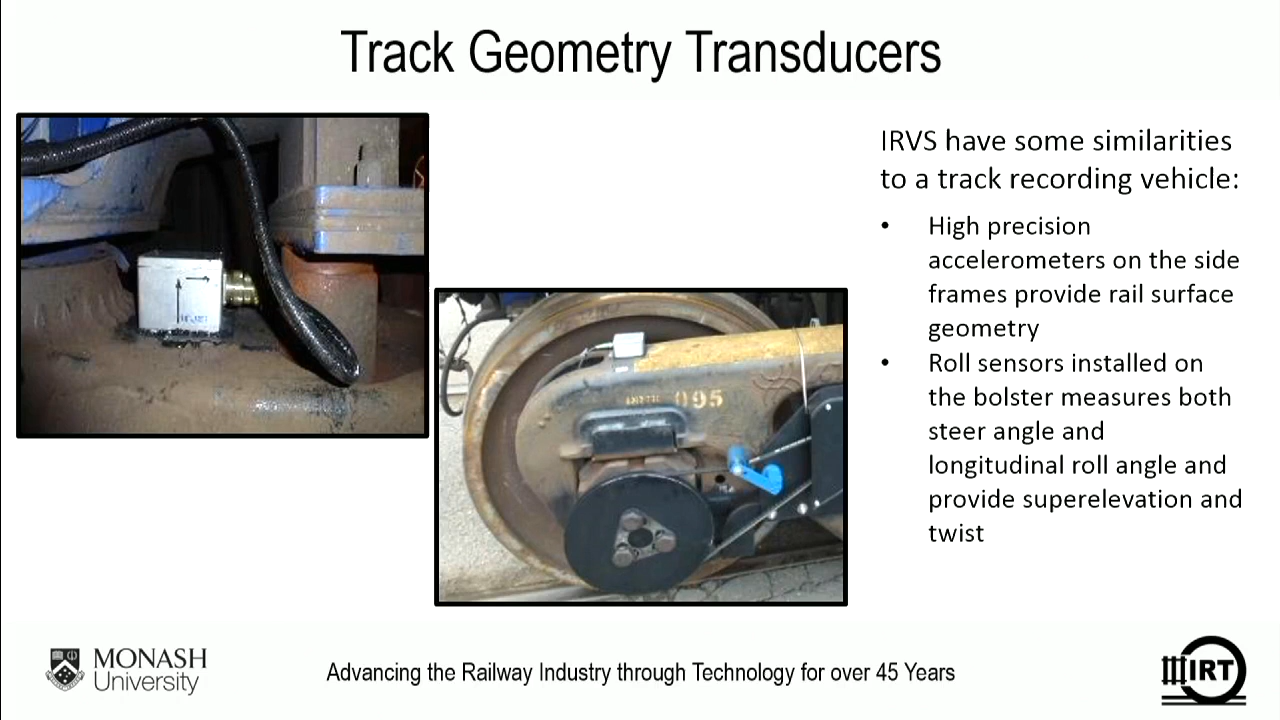 Track Geometry Transducers
IRVS have some similarities
to a track recording vehicle:
• High precision
accelerometers on the side
frames provide rail surface
geometry
• Roll sensors installed on
the bolster measures both
steer angle and
longitudinal roll angle and
provide superelevation and
twist
095
MONASH
University
Advancing the Railway Industry through Technology for over 45 Years
IRT